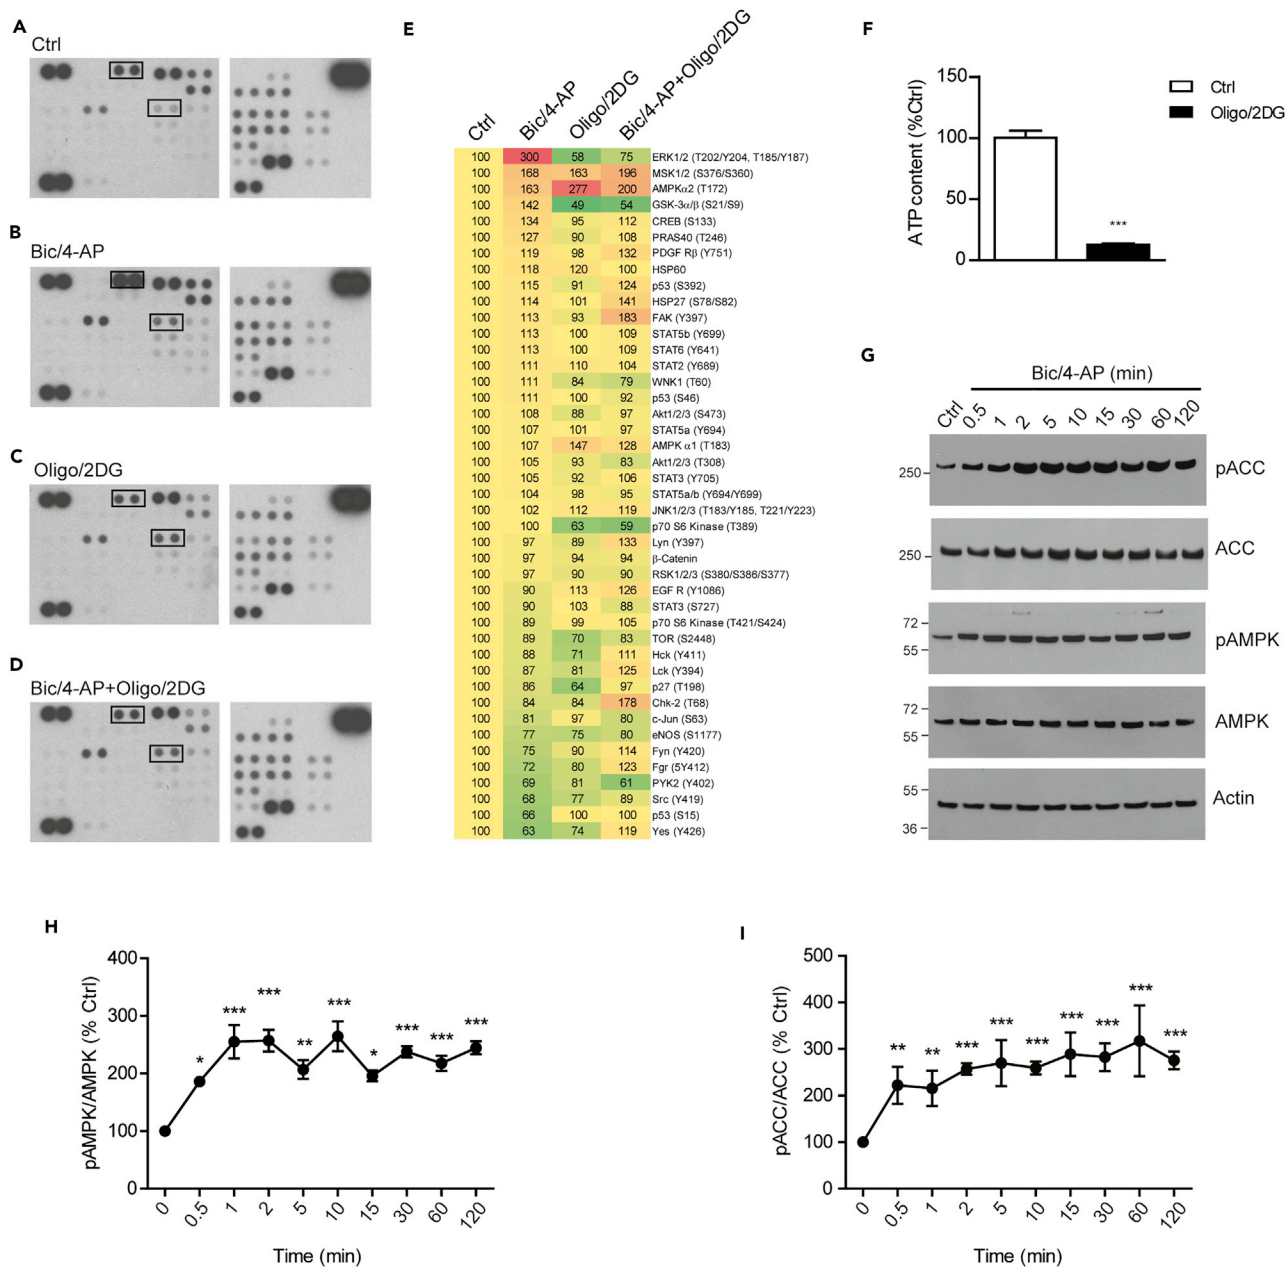 A
Ctrl
B
Bic/4-AP
C
Oligo/2DG
D
Bic/4-AP+Oligo/2DG
E
Ctrl Bic/4-AP Oligo/2DG Bic/4-AP+Oligo/2DG
100 300 58 75 ERK1/2 (T202/Y204, T185/Y187)
100 168 163 196 MSK1/2 (S376/S360)
100 163 277 200 AMPKα2 (T172)
100 142 49 54 GSK-3α/β (S21/S9)
100 134 95 112 CREB (S133)
100 127 90 108 PRAS40 (T246)
100 119 98 132 PDGF Rβ (Y751)
100 118 120 100 HSP60
100 115 91 124 p53 (S392)
100 114 101 141 HSP27 (S78/S82)
100 113 93 183 FAK (Y397)
100 113 100 109 STAT5b (Y699)
100 113 100 109 STAT6 (Y641)
100 111 110 104 STAT2 (Y689)
100 111 84 79 WNK1 (T60)
100 111 100 92 p53 (S46)
100 108 88 97 Akt1/2/3 (S473)
100 107 101 97 STAT5a (Y694)
100 107 147 128 AMPK α1 (T183)
100 105 93 83 Akt1/2/3 (T308)
100 105 92 106 STAT3 (Y705)
100 104 98 95 STAT5a/b (Y694/Y699)
100 102 112 119 JNK1/2/3 (T183/Y185, T221/Y223)
100 100 63 59 p70 S6 Kinase (T389)
100 97 89 133 Lyn (Y397)
100 97 94 94 β-Catenin
100 97 90 90 RSK1/2/3 (S380/S386/S377)
100 90 113 126 EGF R (Y1086)
100 90 103 88 STAT3 (S727)
100 89 99 105 p70 S6 Kinase (T421/S424)
100 89 70 83 TOR (S2448)
100 88 71 111 Hck (Y411)
100 87 81 125 Lck (Y394)
100 86 64 97 p27 (T198)
100 84 84 178 Chk-2 (T68)
100 81 97 80 c-Jun (S63)
100 77 75 80 eNOS (S1177)
100 75 90 114 Fyn (Y420)
100 72 80 123 Fgr (5Y412)
100 69 81 61 PYK2 (Y402)
100 68 77 89 Src (Y419)
100 66 100 100 p53 (S15)
100 63 74 119 Yes (Y426)
F
ATP content (%Ctrl)
150
100
50
0
***
Ctrl
Oligo/2DG
G
Bic/4-AP (min)
Ctrl 0.5 1 2 5 10 15 30 60 120
250 pACC
250 ACC
72
55
pAMPK
72
55
AMPK
55
36
Actin
H
pAMPK/AMPK (% Ctrl)
400
300
200
100
0
* *** *** ** *** * *** *** ***
0 0.5 1 2 5 10 15 30 60 120
Time (min)
I
pACC/ACC (% Ctrl)
500
400
300
200
100
0
** ** *** *** *** *** *** *** ***
0 0.5 1 2 5 10 15 30 60 120
Time (min)